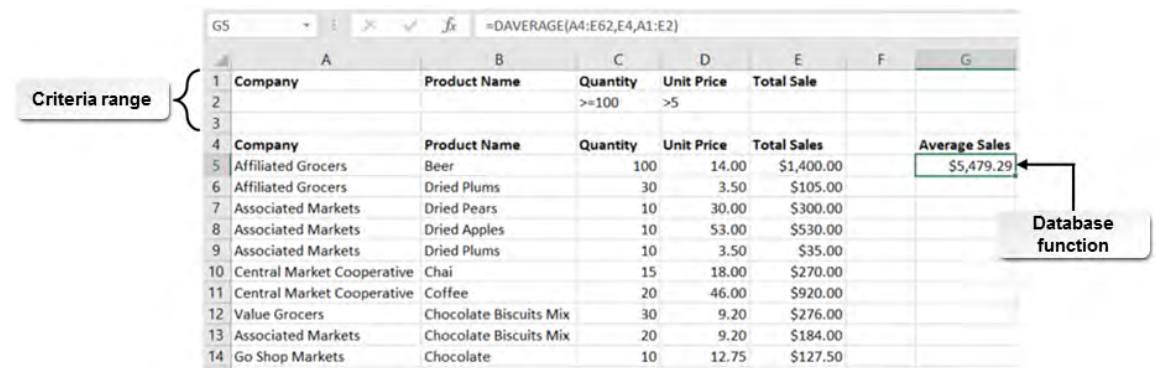 G5 fx =DAVERAGE(A4:E62,E4,A1:E2)
A B C D E F G
1 Company Product Name Quantity Unit Price Total Sale
Criteria range
2 >=100 >5
3
4 Company Product Name Quantity Unit Price Total Sales Average Sales
5 Affiliated Grocers Beer 100 14.00 $1,400.00 $5,479.29
6 Affiliated Grocers Dried Plums 30 3.50 $105.00
7 Associated Markets Dried Pears 10 30.00 $300.00
8 Associated Markets Dried Apples 10 53.00 $530.00
Database
function
9 Associated Markets Dried Plums 10 3.50 $35.00
10 Central Market Cooperative Chai 15 18.00 $270.00
11 Central Market Cooperative Coffee 20 46.00 $920.00
12 Value Grocers Chocolate Biscuits Mix 30 9.20 $276.00
13 Associated Markets Chocolate Biscuits Mix 20 9.20 $184.00
14 Go Shop Markets Chocolate 10 12.75 $127.50